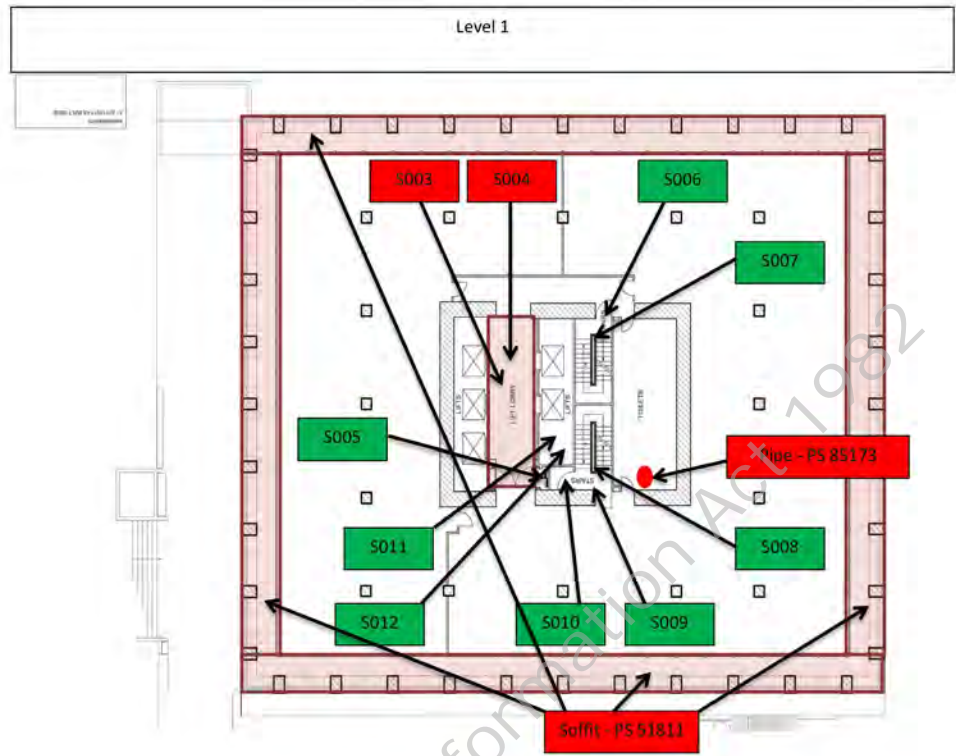 Level 1
S003
S004
S006
S007
LIFTS
LIFT LOBBY
LIFTS
TOILETS
S005
Pipe - PS 85173
STAIRS
S011
S008
S012
S010
S009
Soffit - PS 51811
formation Act 1982